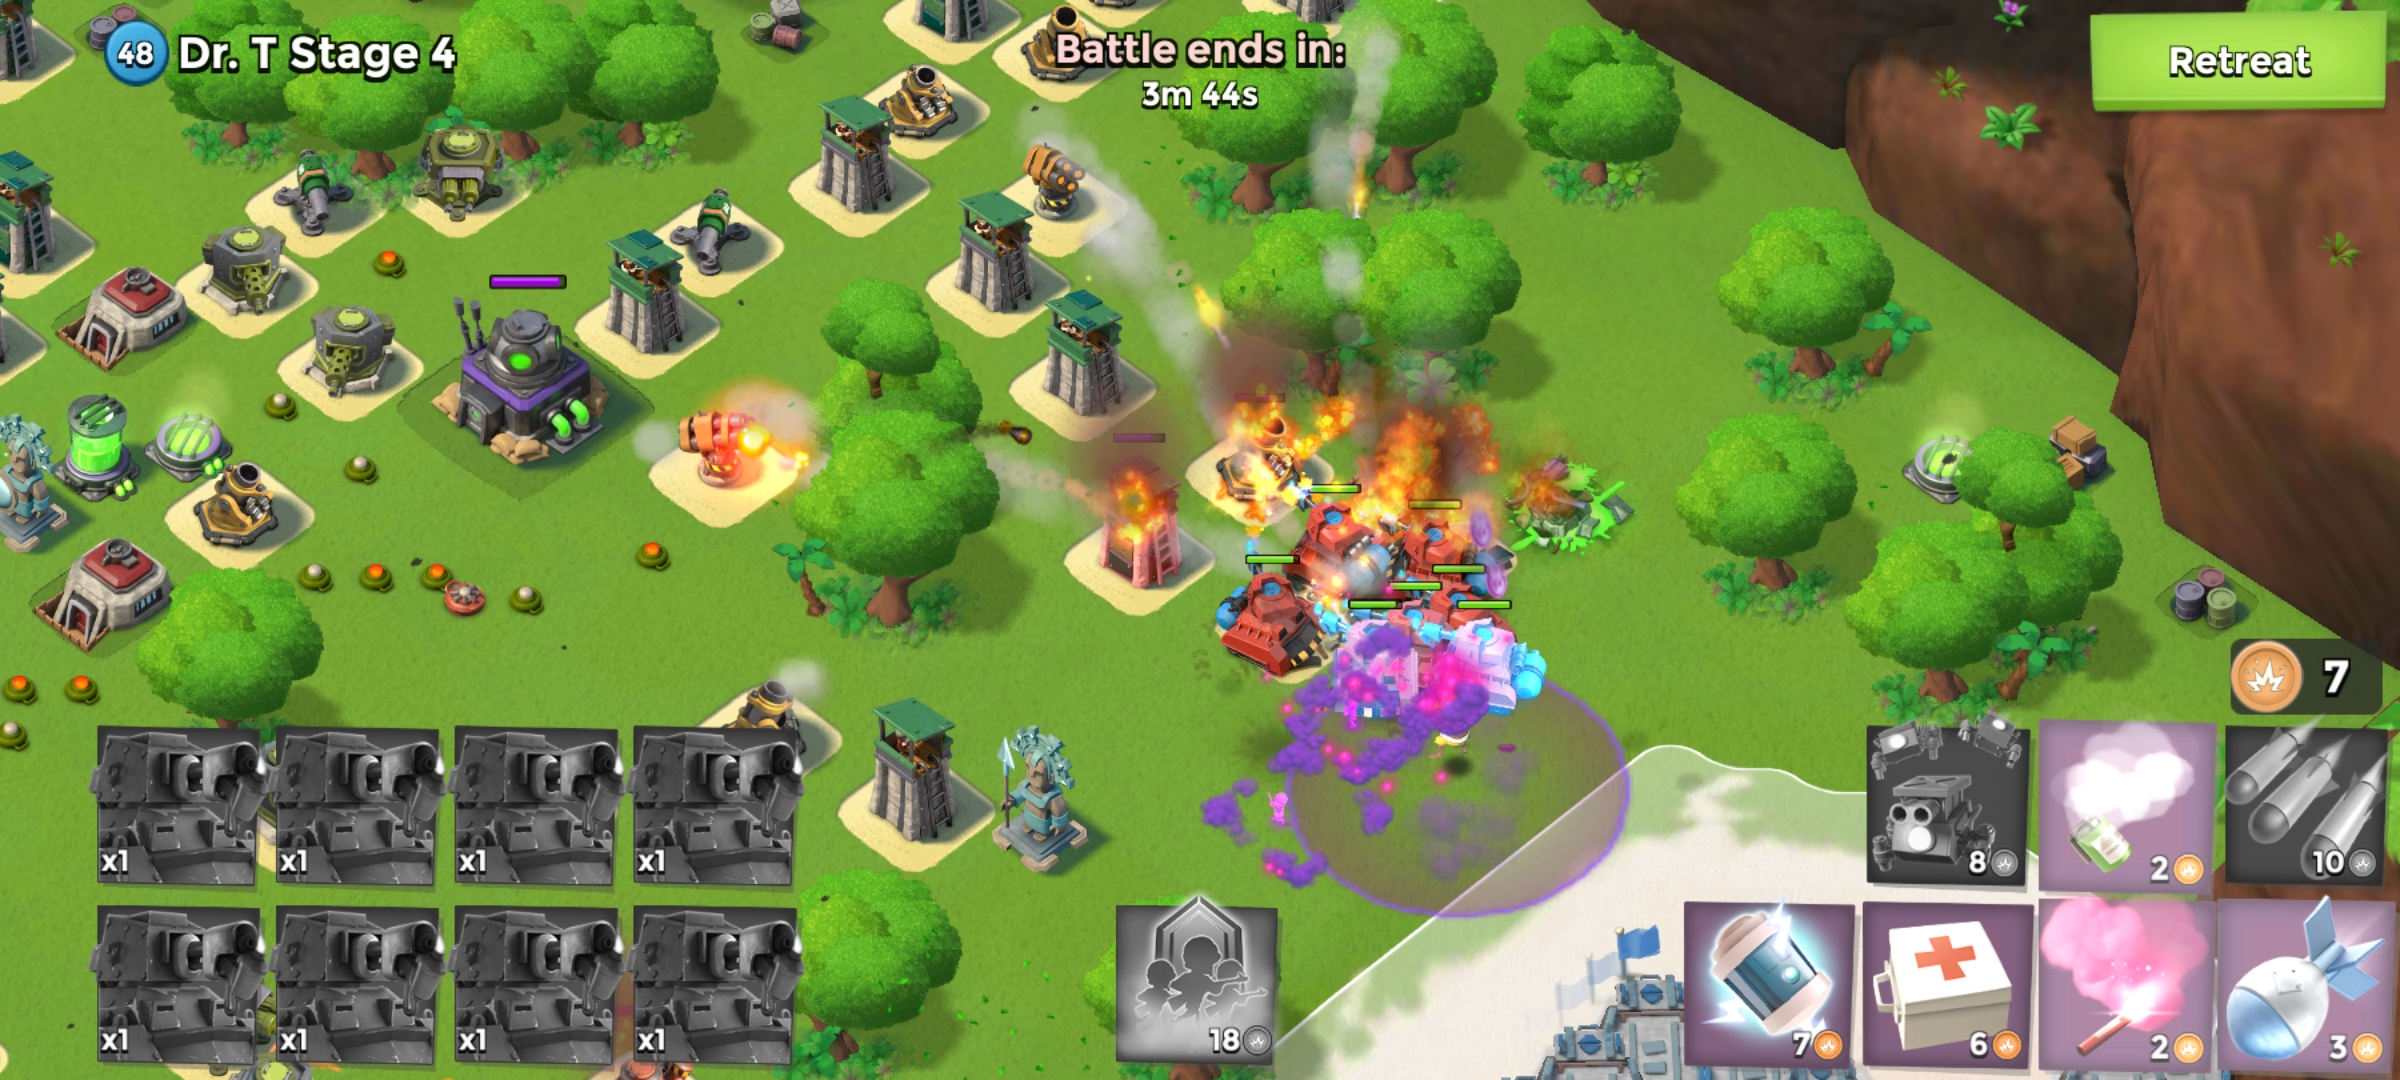 48 Dr. T Stage 4
Battle ends in:
3m 44s
Retreat
7
x1 x1 x1 x1
8 2 10
x1 x1 x1 x1
18 7 6 2 3